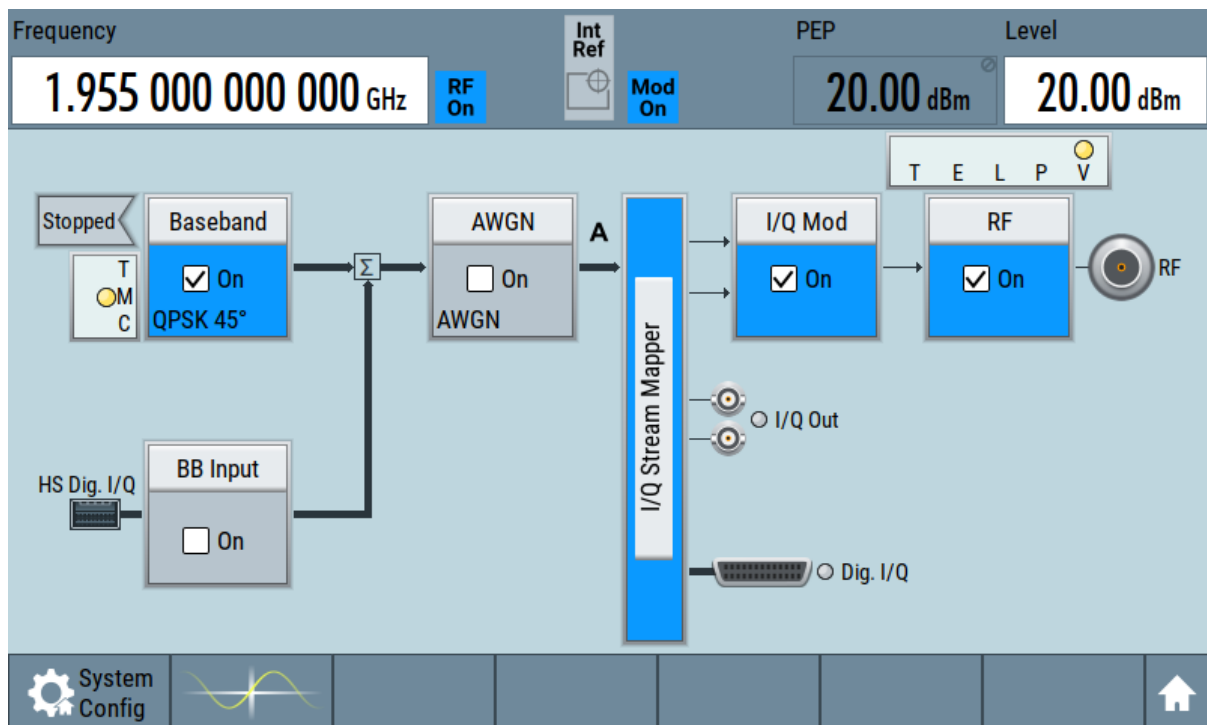 Frequency
Int
Ref
PEP
Level
1.955 000 000 000 GHz
RF
On
Mod
On
20.00 dBm
20.00 dBm
T E L P V
Stopped
Baseband
AWGN
A
I/Q Mod
RF
T
M
C
On
On
On
On
RF
QPSK 45°
Σ
AWGN
I/Q Stream Mapper
I/Q Out
HS Dig. I/Q
BB Input
On
Dig. I/Q
System
Config